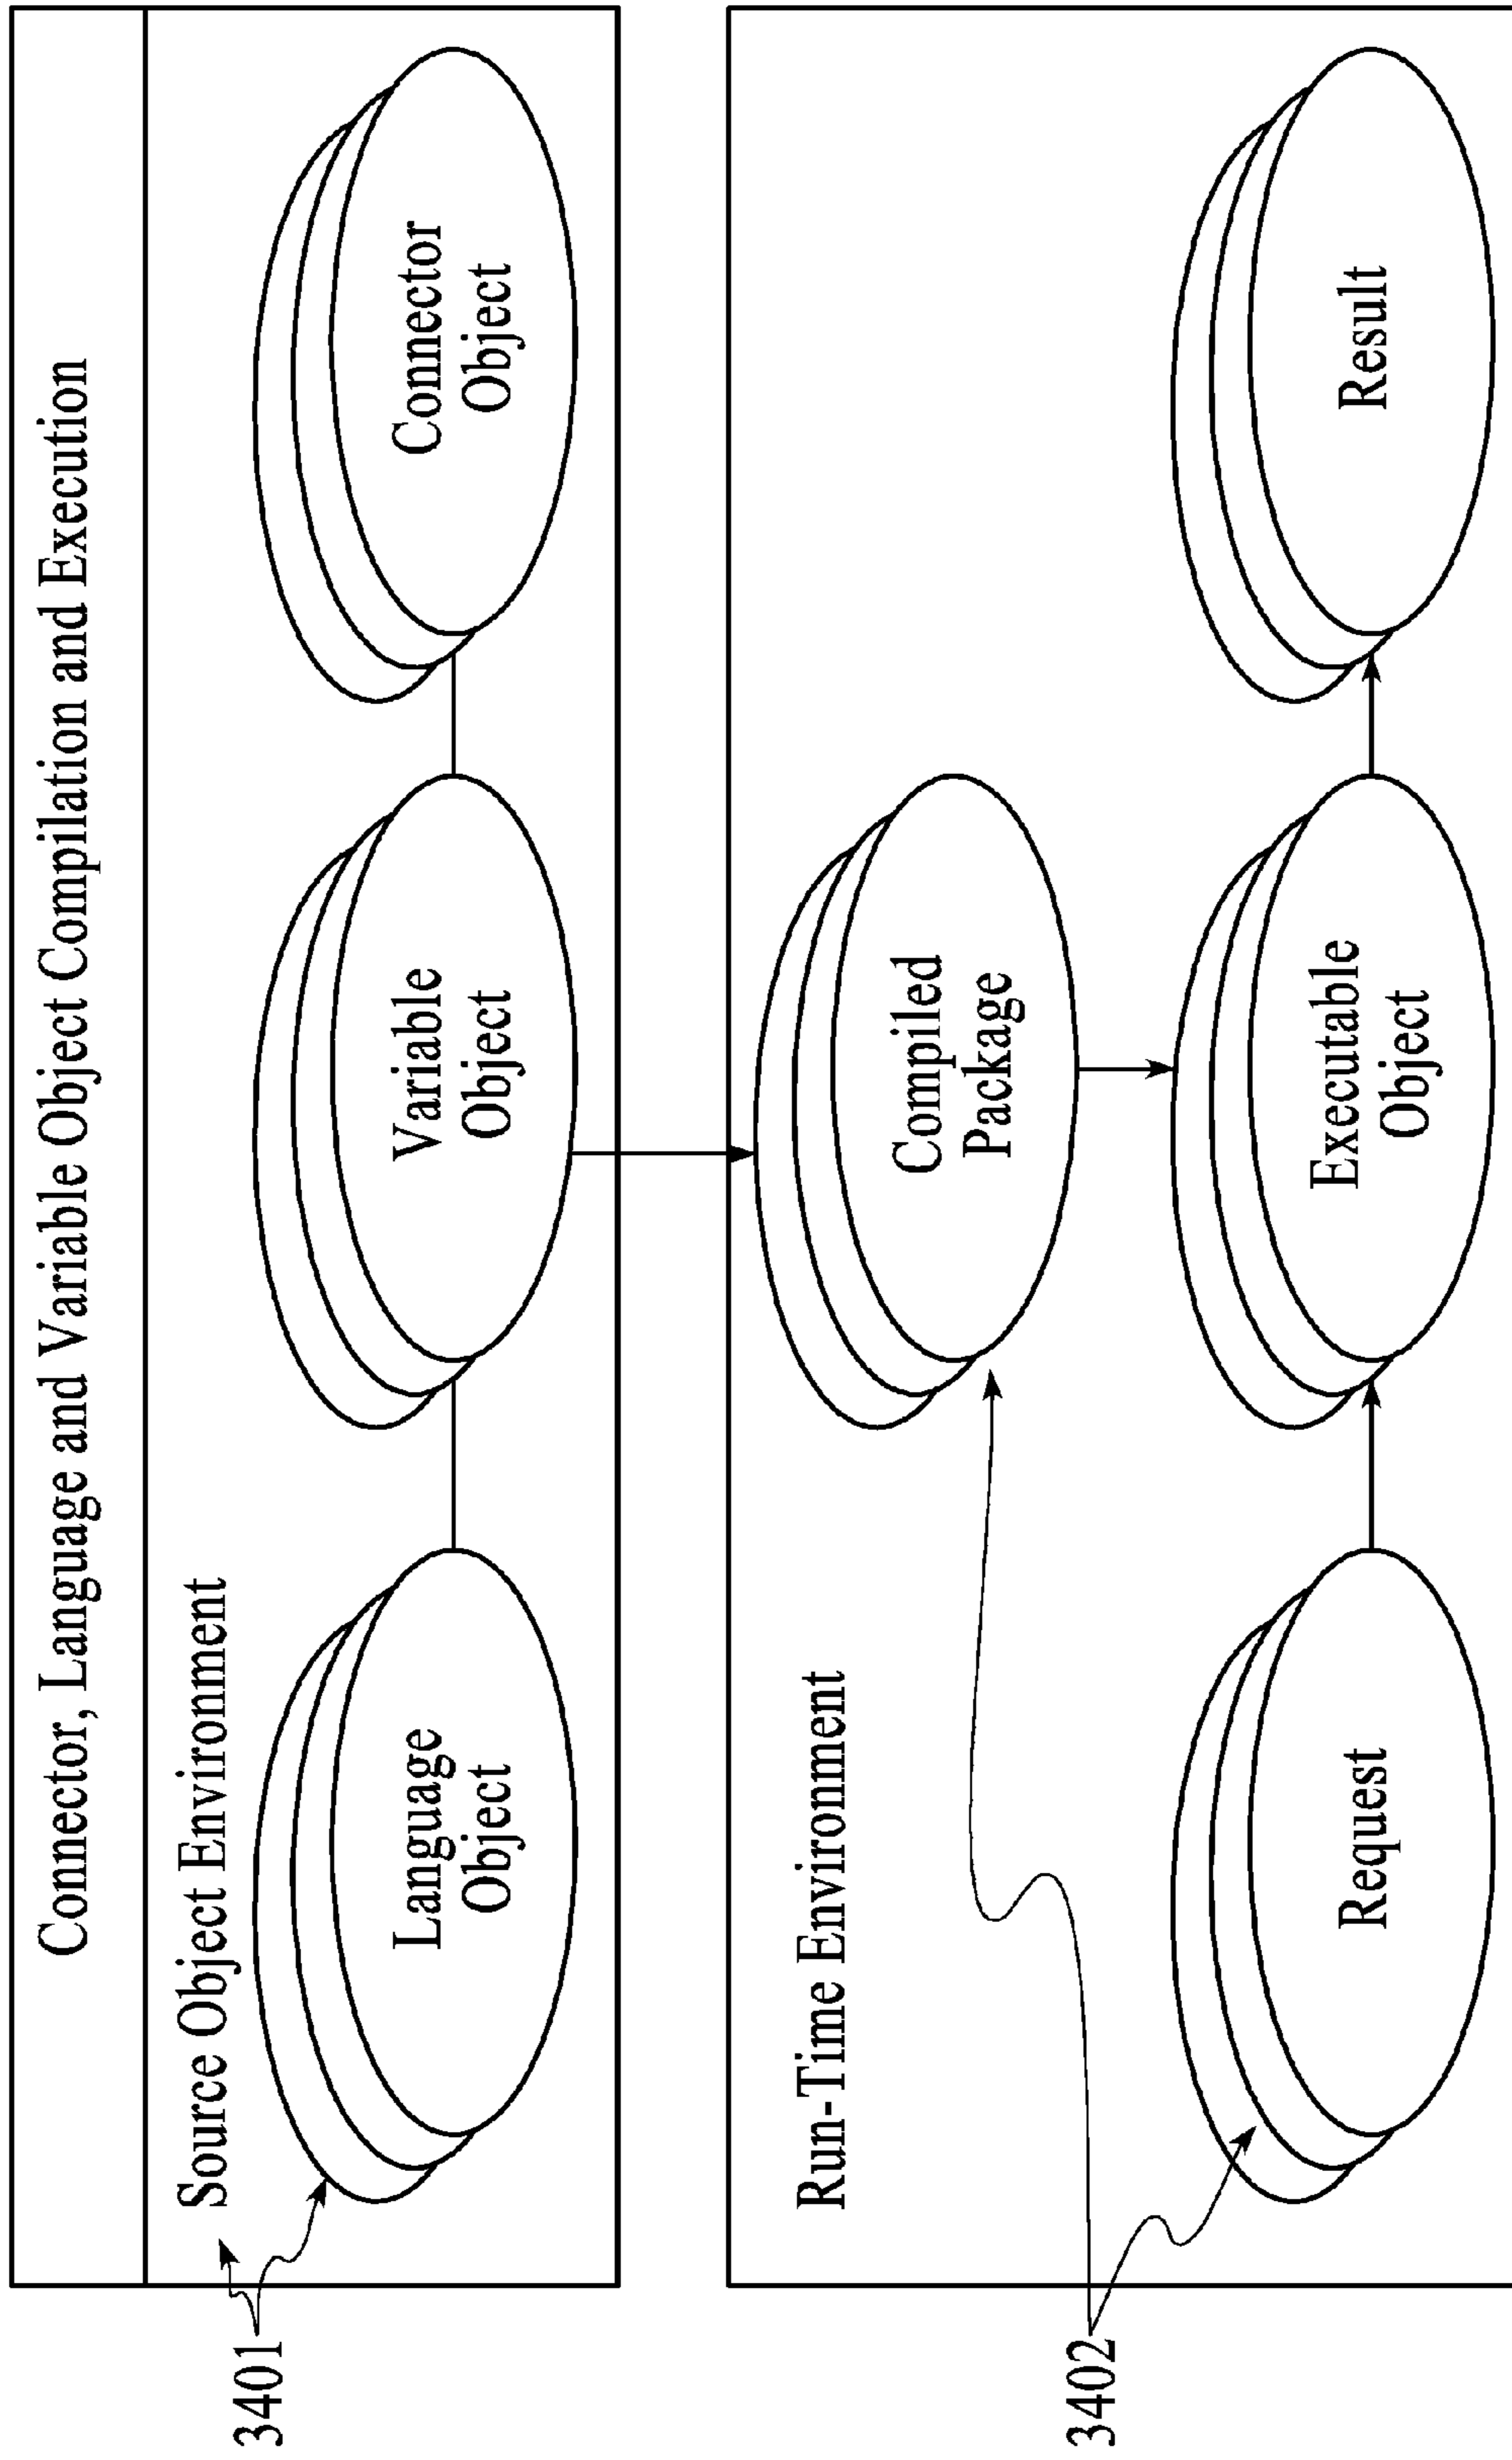 Connector, Language and Variable Object Compilation and Execution
Source Object Environment
3401
Language
Object
Variable
Object
Connector
Object
Run-Time Environment
Compiled
Package
3402
Request
Executable
Object
Result